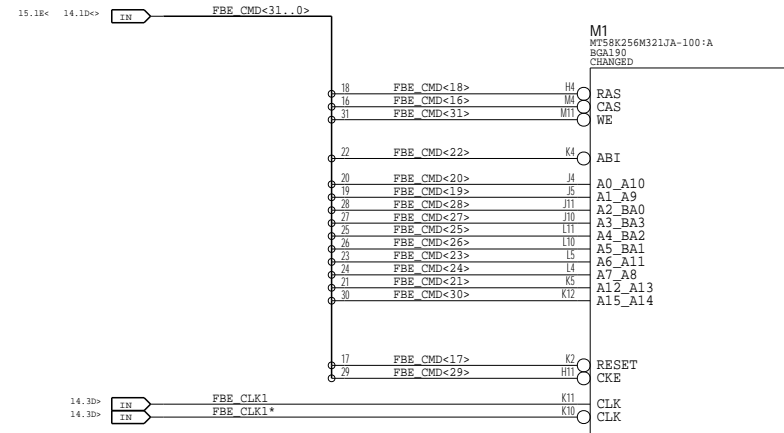 15.1E< 14.1D<> IN FBE_CMD<31..0>
M1
MT58K256M321JA-100:A
BGA190
CHANGED
18 FBE_CMD<18> H4 RAS
16 FBE_CMD<16> M4 CAS
31 FBE_CMD<31> M11 WE
22 FBE_CMD<22> K4 ABI
20 FBE_CMD<20> J4 A0_A10
19 FBE_CMD<19> J5 A1_A9
28 FBE_CMD<28> J11 A2_BA0
27 FBE_CMD<27> J10 A3_BA3
25 FBE_CMD<25> L11 A4_BA2
26 FBE_CMD<26> L10 A5_BA1
23 FBE_CMD<23> L5 A6_A11
24 FBE_CMD<24> L4 A7_A8
21 FBE_CMD<21> K5 A12_A13
30 FBE_CMD<30> K12 A15_A14
17 FBE_CMD<17> K2 RESET
29 FBE_CMD<29> H11 CKE
14.3D> IN FBE_CLK1 K11 CLK
14.3D> IN FBE_CLK1* K10 CLK